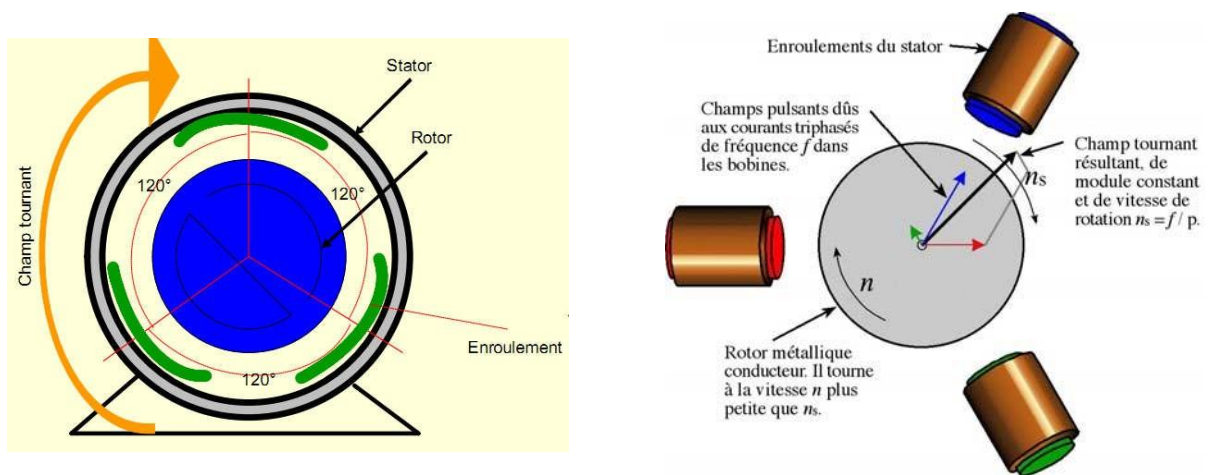 Stator
Rotor
Champ tournant
120°
120°
120°
Enroulement
Enroulements du stator
Champs pulsants dûs
aux courants triphasés
de fréquence f dans
les bobines.
Champ tournant
résultant, de
module constant
et de vitesse de
rotation ns = f / p.
ns
n
Rotor métallique
conducteur. Il tourne
à la vitesse n plus
petite que ns.